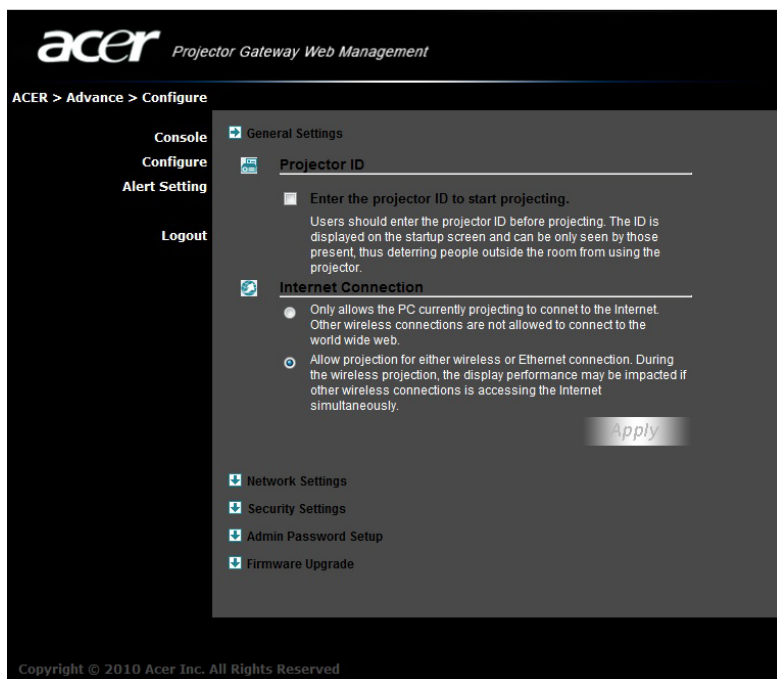 acer Projector Gateway Web Management
ACER > Advance > Configure
Console
Configure
Alert Setting
Logout
General Settings
Projector ID
Enter the projector ID to start projecting.
Users should enter the projector ID before projecting. The ID is
displayed on the startup screen and can be only seen by those
present, thus deterring people outside the room from using the
projector.
Internet Connection
Only allows the PC currently projecting to connet to the Internet.
Other wireless connections are not allowed to connect to the
world wide web.
Allow projection for either wireless or Ethernet connection. During
the wireless projection, the display performance may be impacted if
other wireless connections is accessing the Internet
simultaneously.
Apply
Network Settings
Security Settings
Admin Password Setup
Firmware Upgrade
Copyright © 2010 Acer Inc. All Rights Reserved